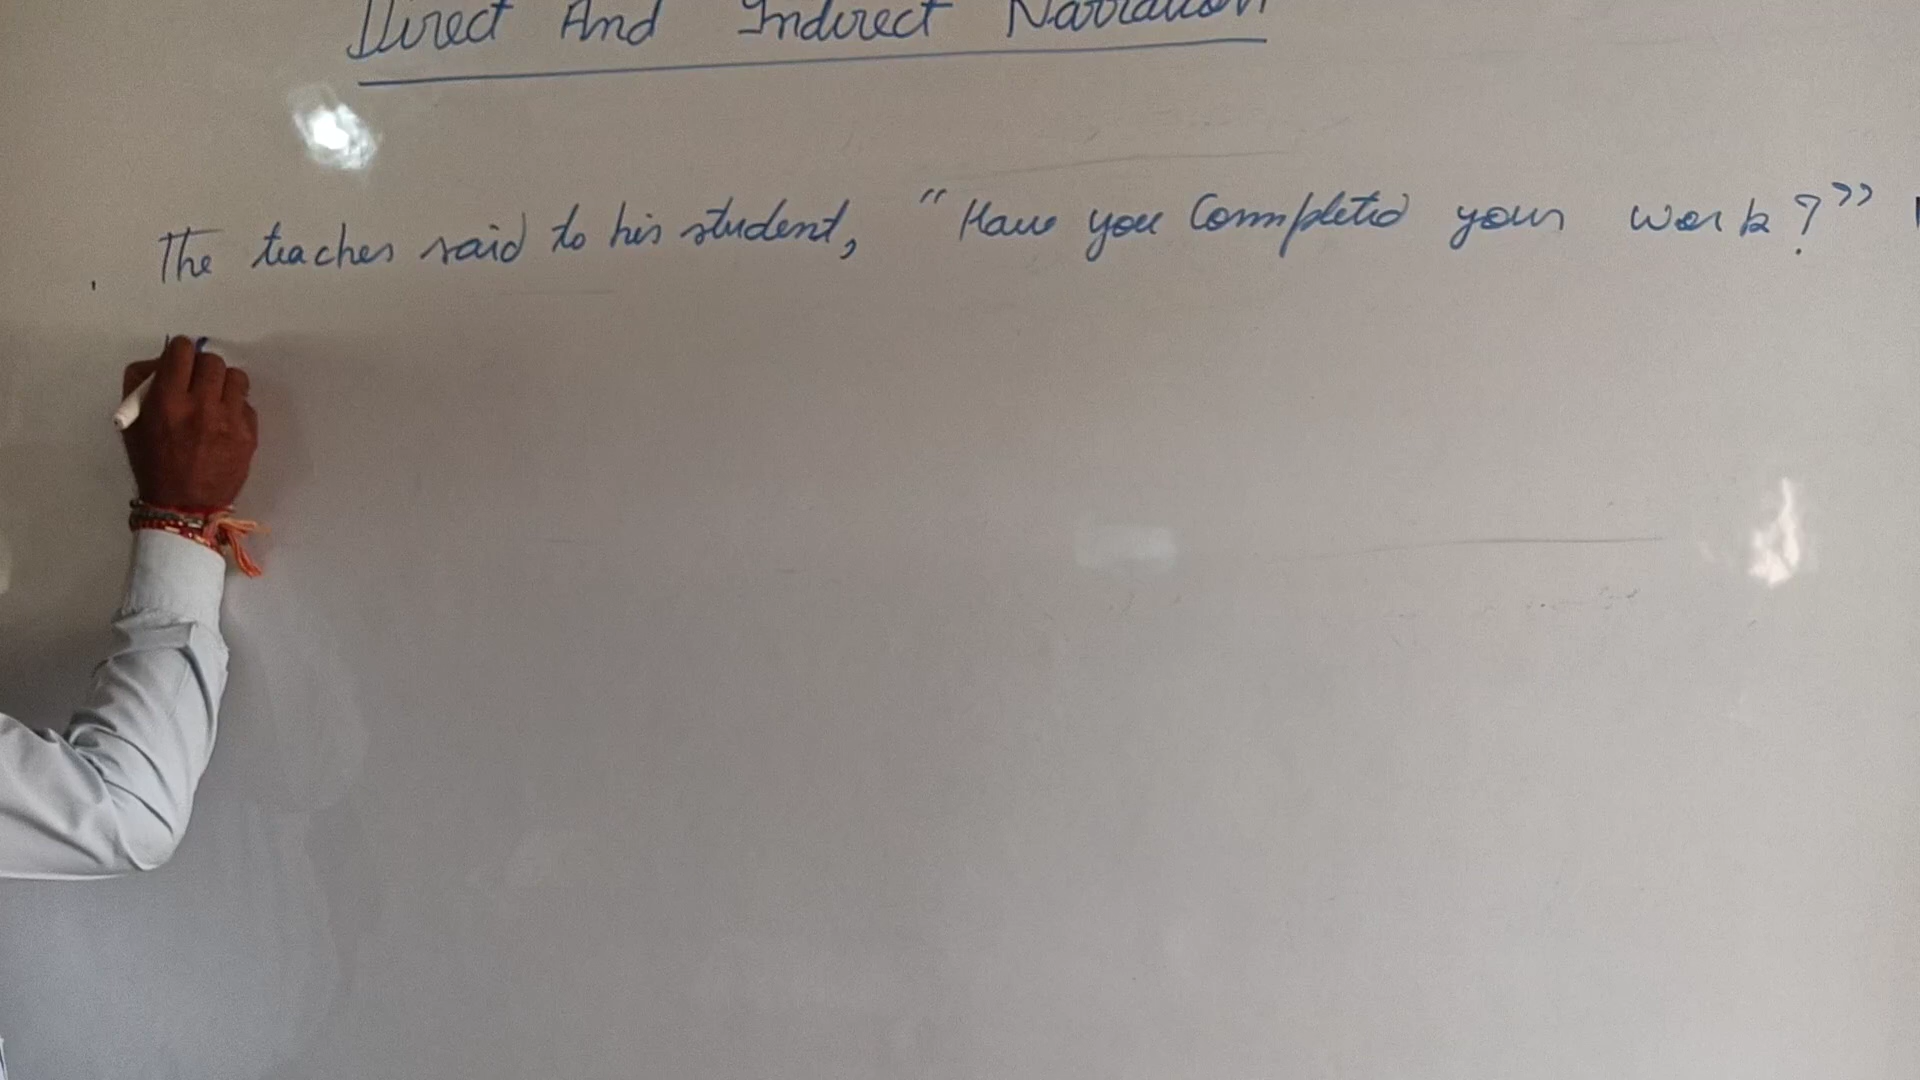 Direct And Indirect Narration
The teacher said to his student, “Have you Completed your work?”